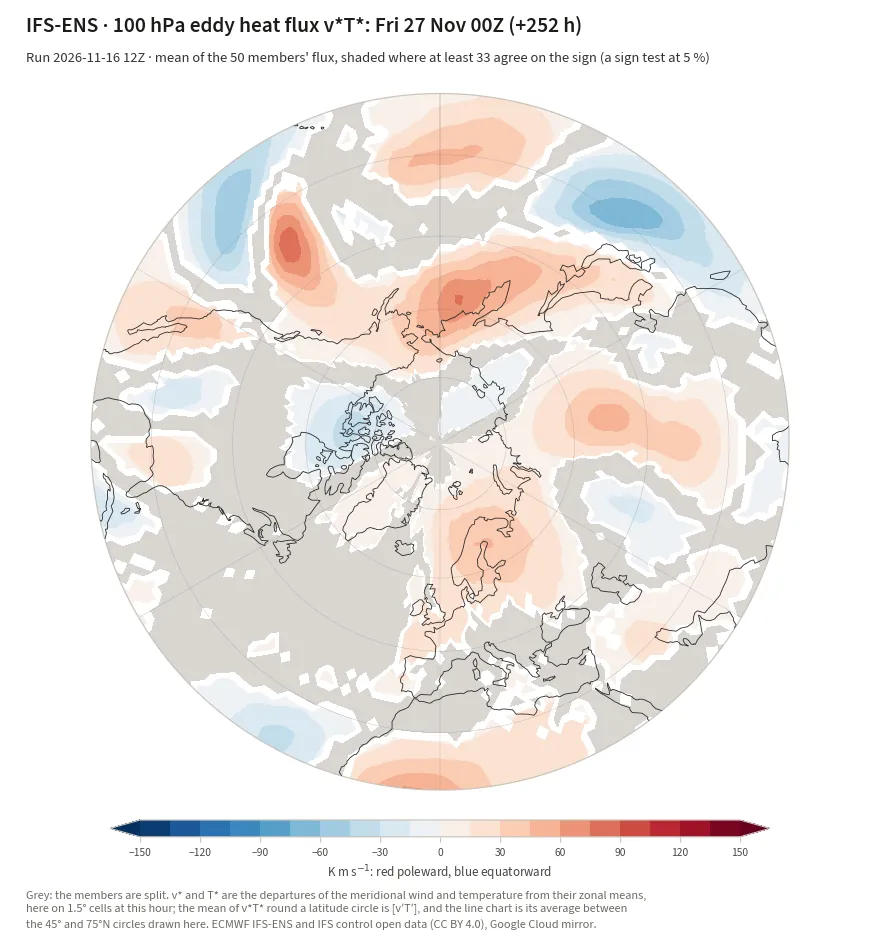 IFS-ENS · 100 hPa eddy heat flux v*T*: Fri 27 Nov 00Z (+252 h)
Run 2026-11-16 12Z · mean of the 50 members' flux, shaded where at least 33 agree on the sign (a sign test at 5 %)
−150 −120 −90 −60 −30 0 30 60 90 120 150
K m s⁻¹: red poleward, blue equatorward
Grey: the members are split. v* and T* are the departures of the meridional wind and temperature from their zonal means,
here on 1.5° cells at this hour; the mean of v*T* round a latitude circle is [v'T'], and the line chart is its average between
the 45° and 75°N circles drawn here. ECMWF IFS-ENS and IFS control open data (CC BY 4.0), Google Cloud mirror.